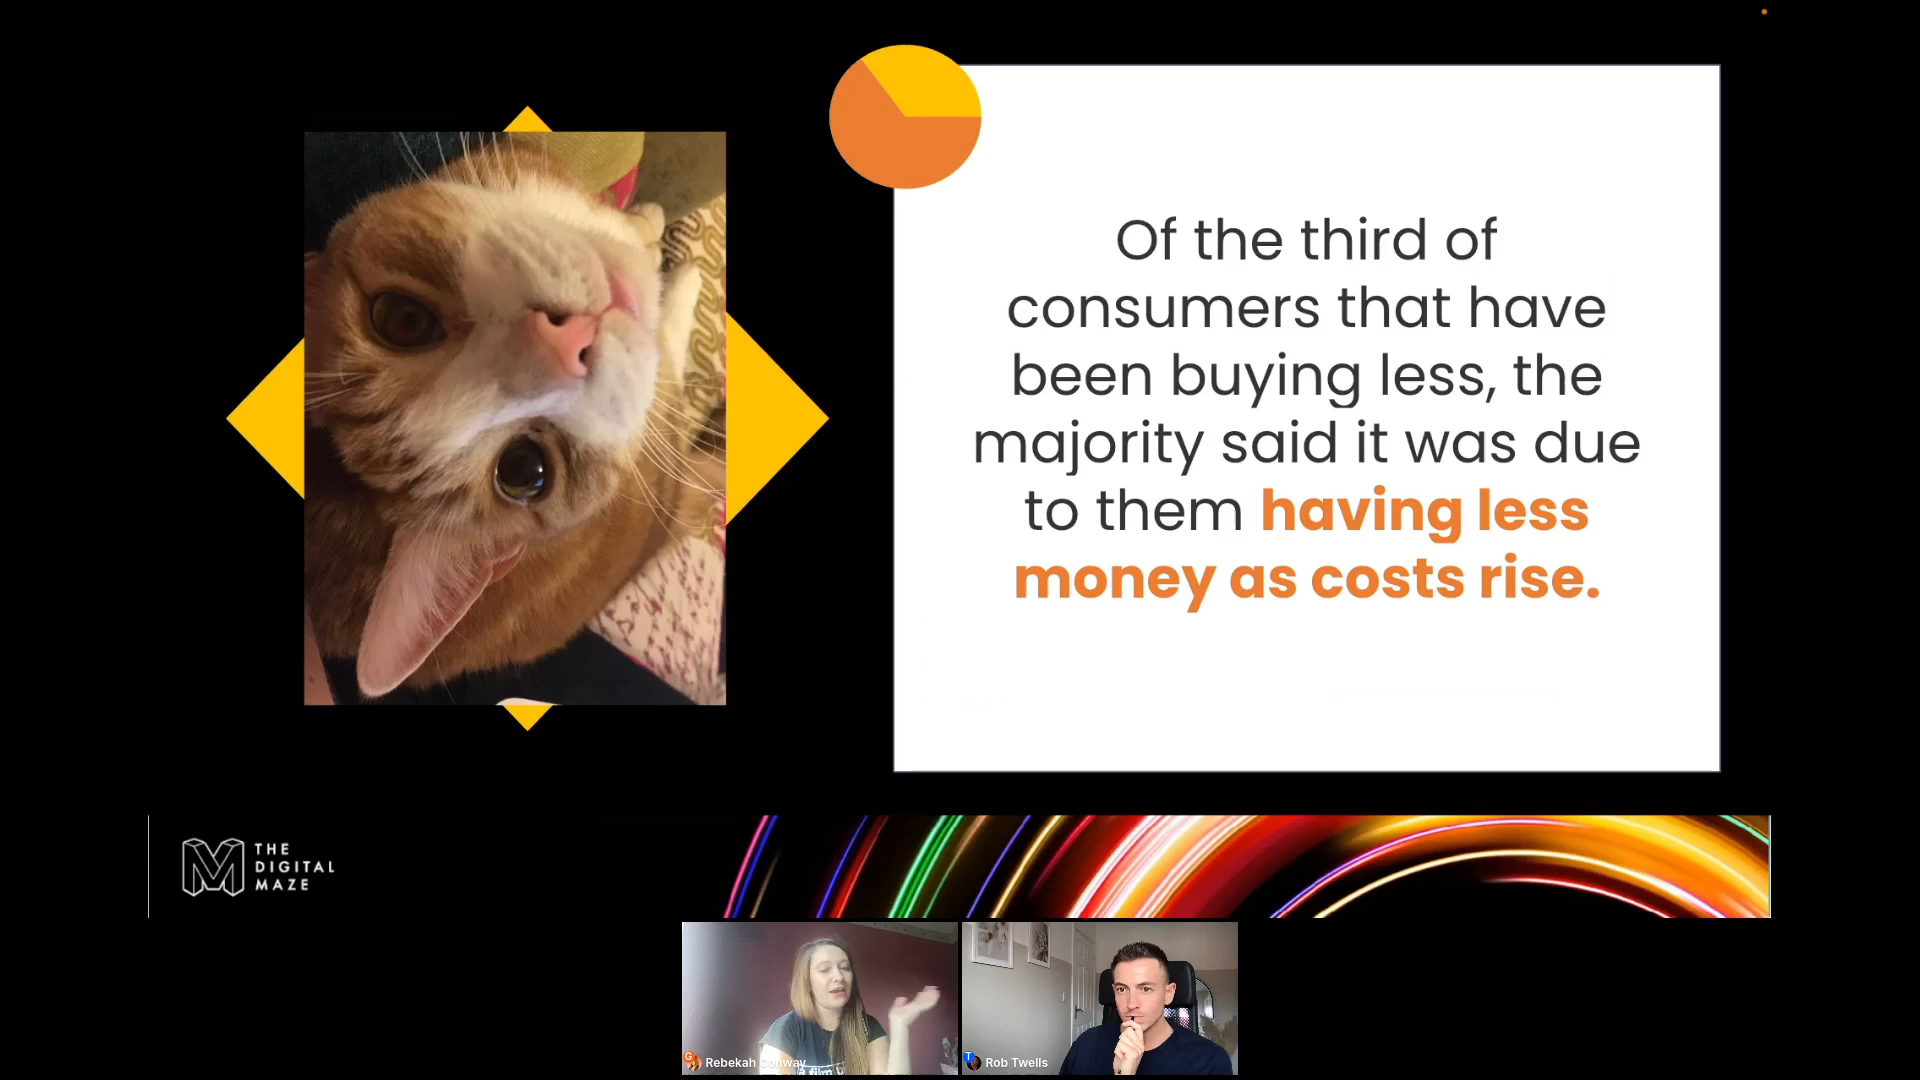 Of the third of
consumers that have
been buying less, the
majority said it was due
to them having less
money as costs rise.
THE
DIGITAL
MAZE
Rebekah Conway
Rob Twells